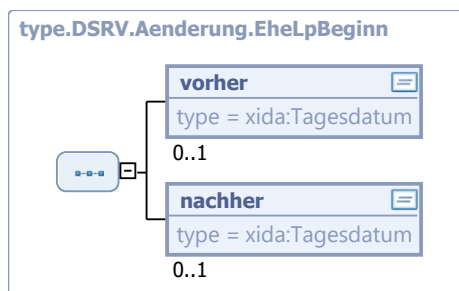 type.DSRV.Aenderung.EheLpBeginn
vorher
type = xida:Tagesdatum
0..1
nachher
type = xida:Tagesdatum
0..1